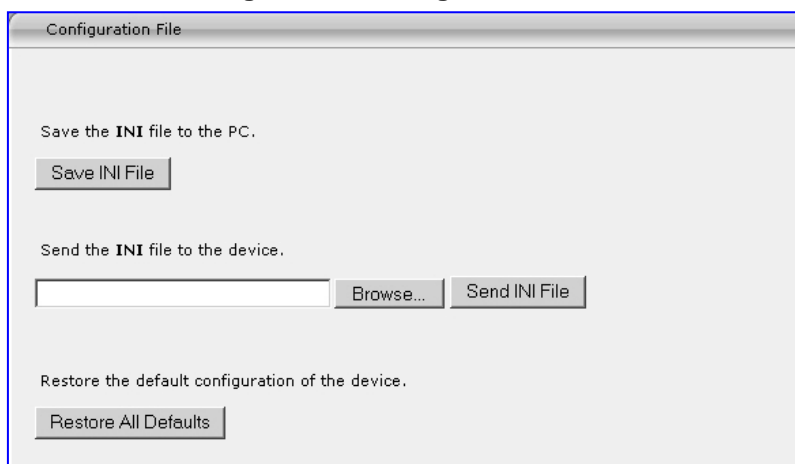 Configuration File
Save the INI file to the PC.
Save INI File
Send the INI file to the device.
Browse... Send INI File
Restore the default configuration of the device.
Restore All Defaults